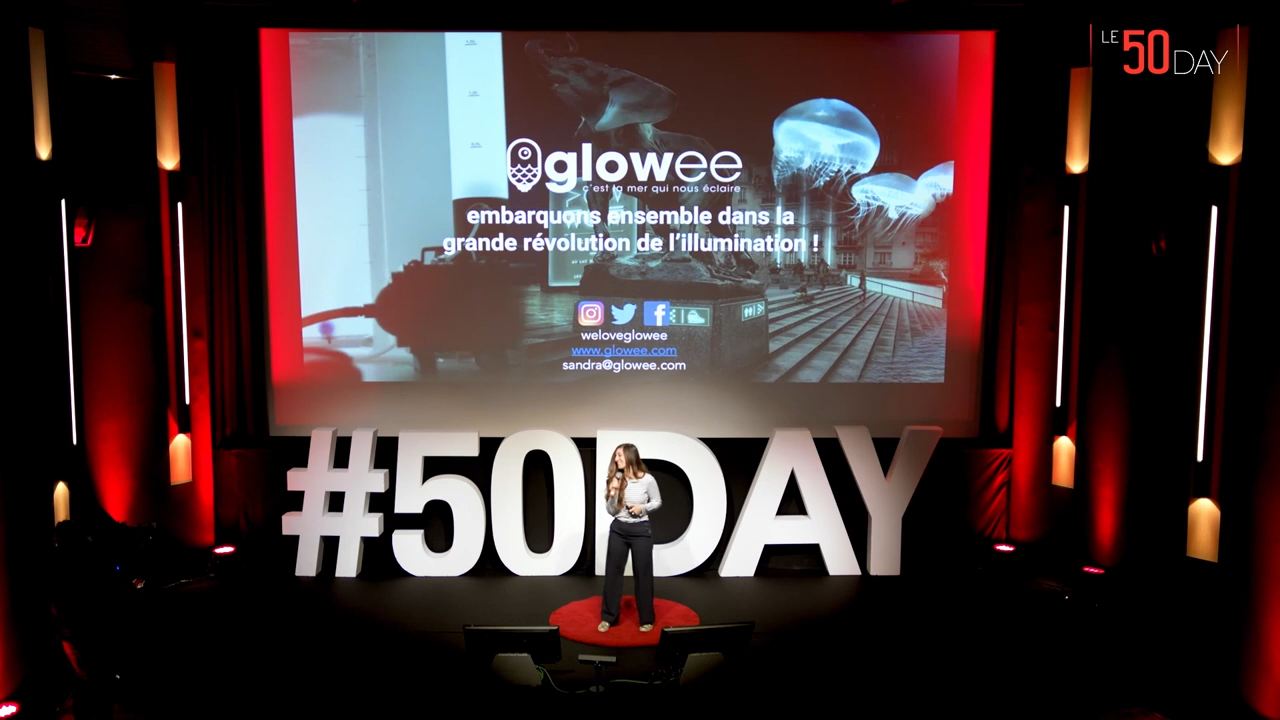 LE 50 DAY
glowee
c'est la mer qui nous éclaire
embarquons ensemble dans la
grande révolution de l'illumination !
weloveglowee
www.glowee.com
sandra@glowee.com
#50DAY